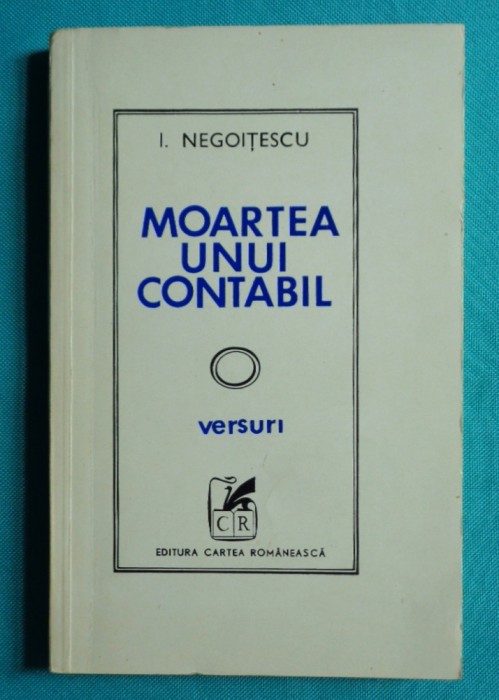 I. NEGOIȚESCU
MOARTEA
UNUI
CONTABIL
versuri
C R
EDITURA CARTEA ROMÂNEASCĂ